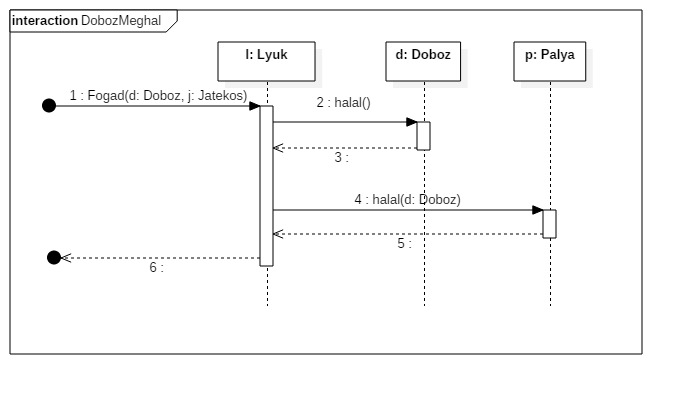 interaction DobozMeghal
l: Lyuk
d: Doboz
p: Palya
1 : Fogad(d: Doboz, j: Jatekos)
2 : halal()
3 :
4 : halal(d: Doboz)
5 :
6 :